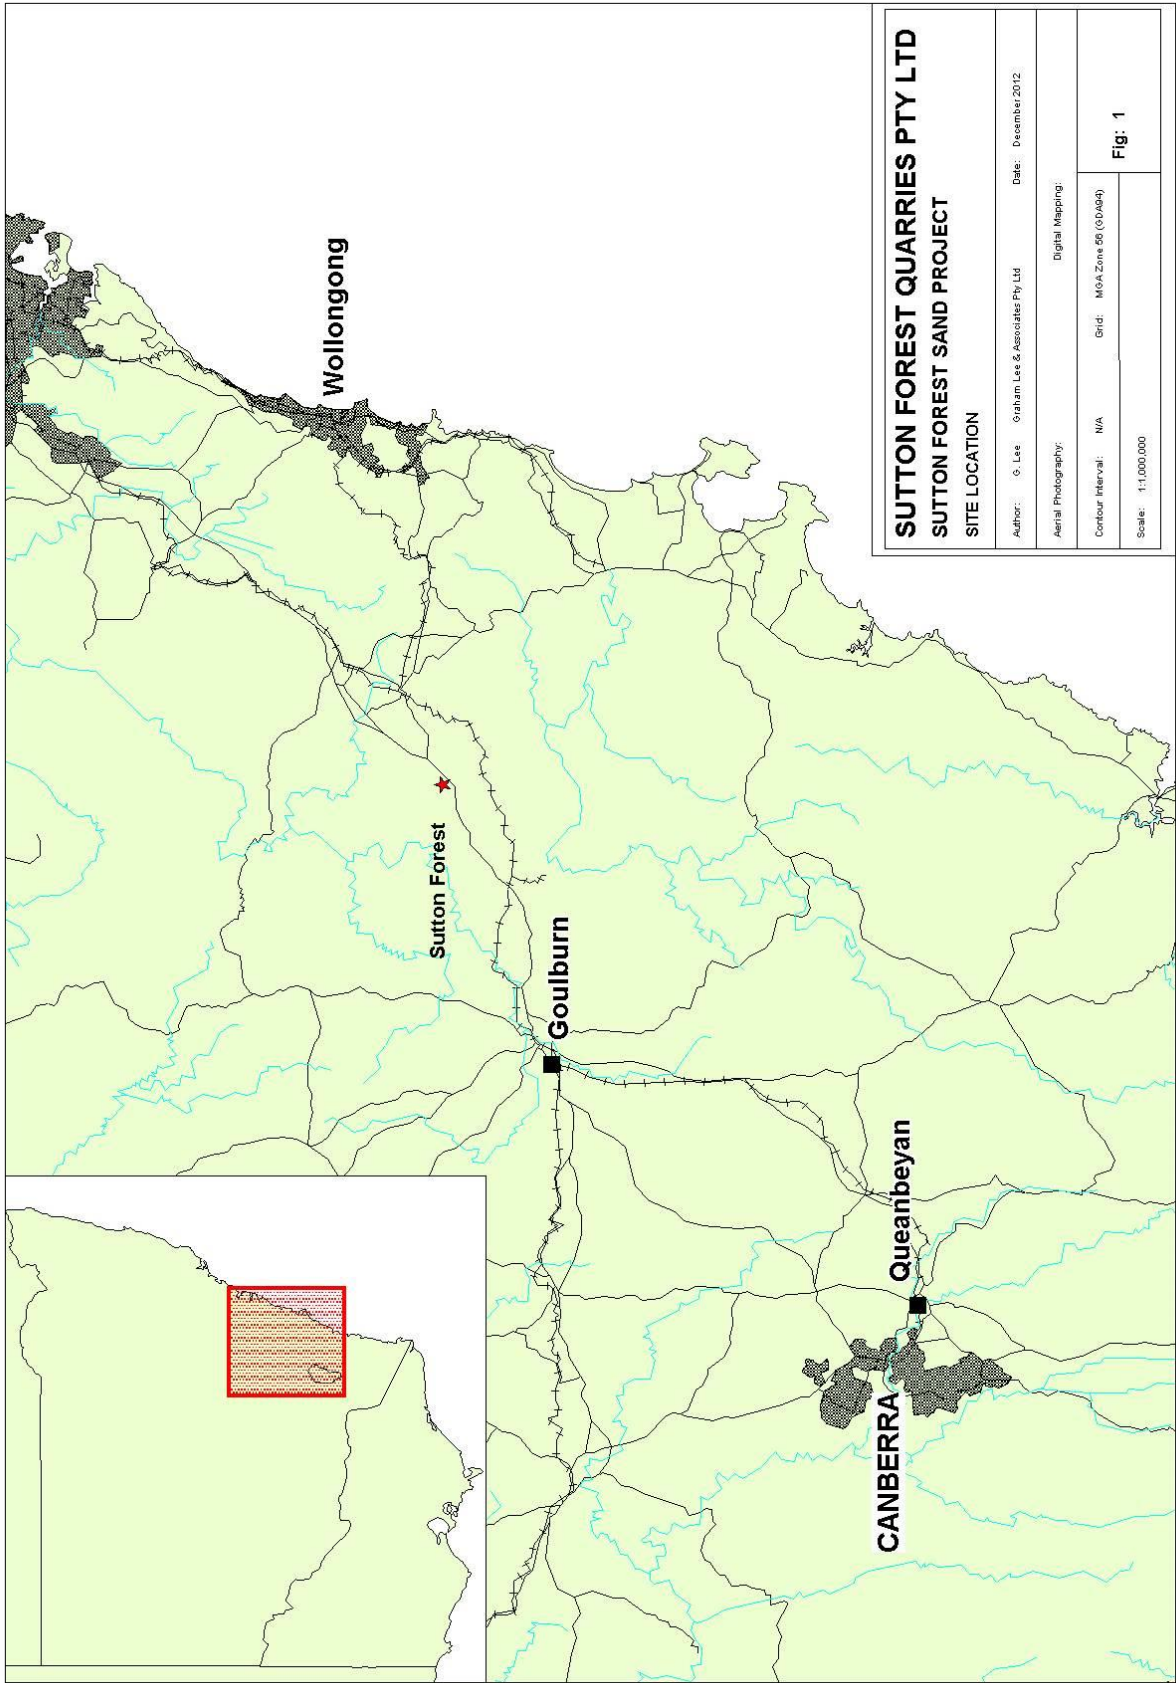 Wollongong
Sutton Forest
Goulburn
Queanbeyan
CANBERRA
SUTTON FOREST QUARRIES PTY LTD
SUTTON FOREST SAND PROJECT
SITE LOCATION
Author: G. Lee Graham Lee & Associates Pty Ltd Date: December 2012
Aerial Photography: Digital Mapping:
Contour Interval: N/A Grid: MGA Zone 56 (GDA94)
Scale: 1:1,000,000
Fig: 1